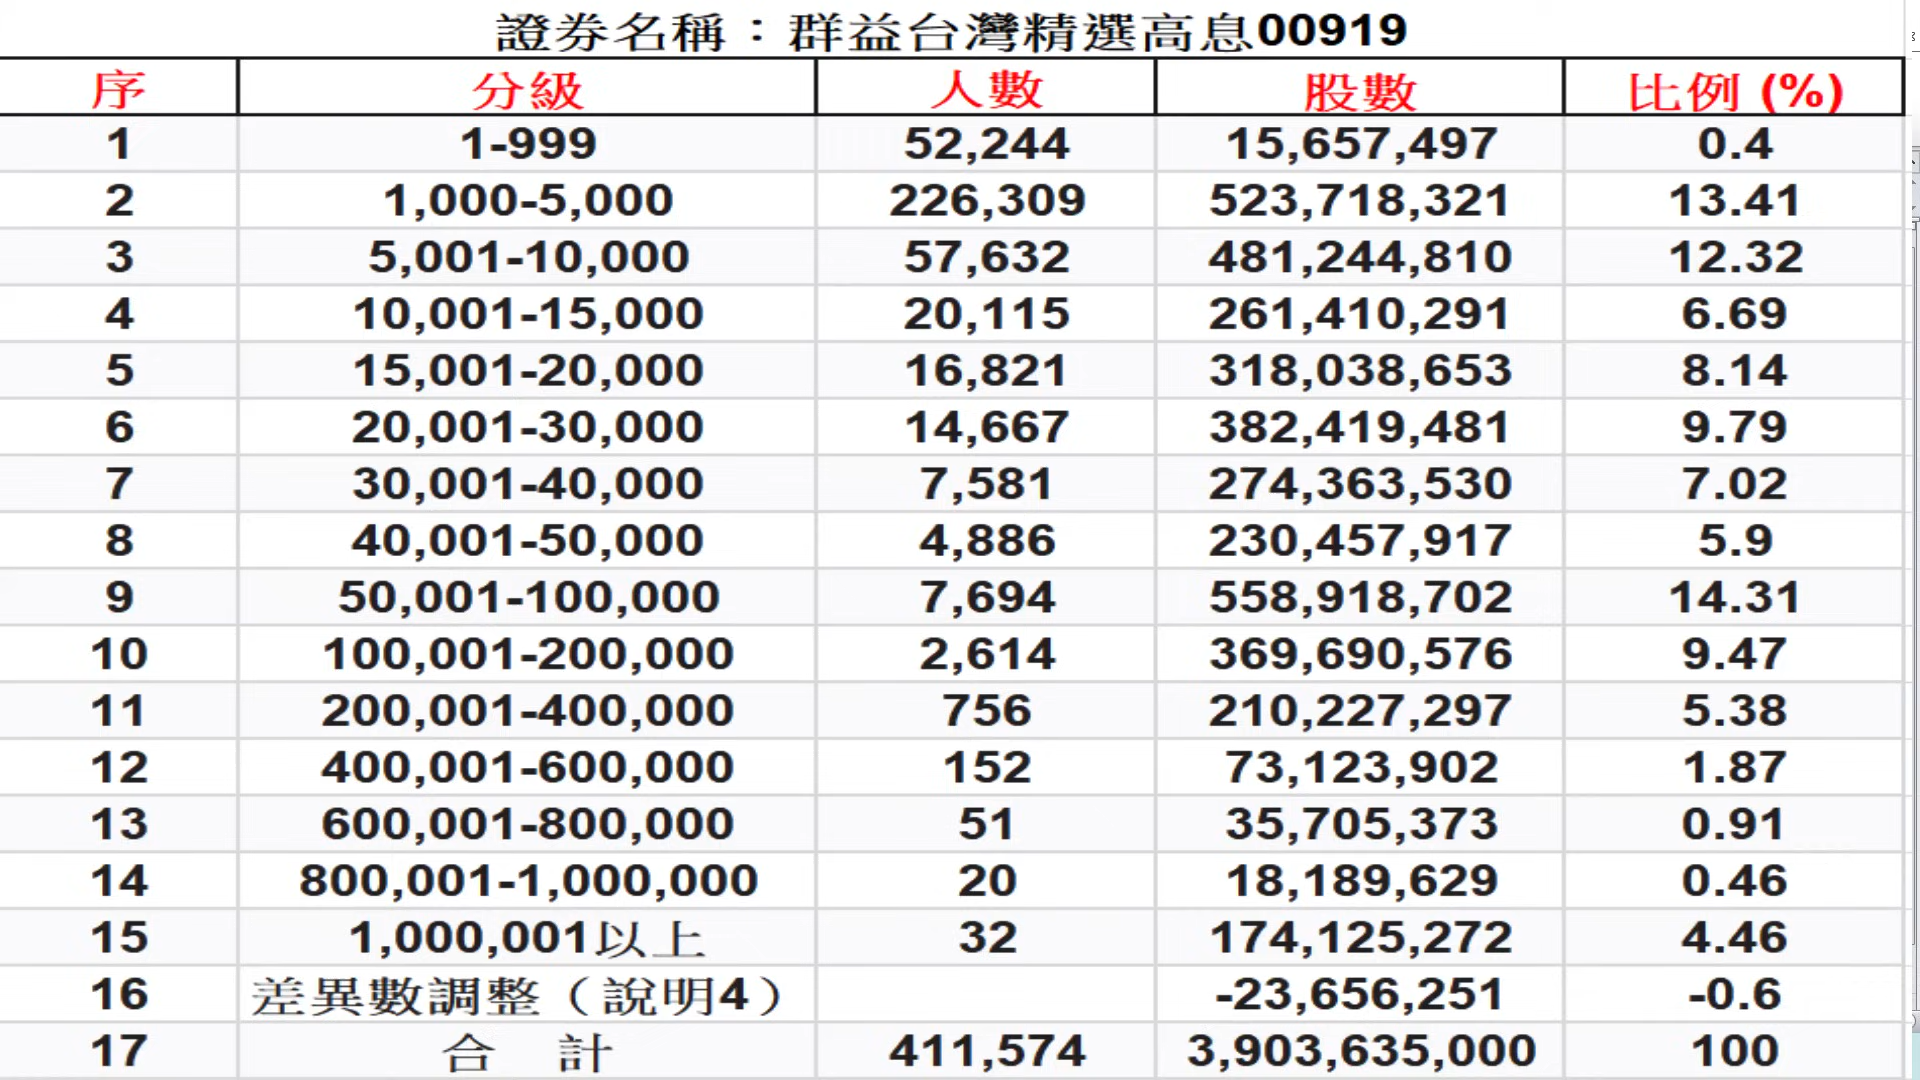 證券名稱：群益台灣精選高息00919
序 分級 人數 股數 比例 (%)
1 1-999 52,244 15,657,497 0.4
2 1,000-5,000 226,309 523,718,321 13.41
3 5,001-10,000 57,632 481,244,810 12.32
4 10,001-15,000 20,115 261,410,291 6.69
5 15,001-20,000 16,821 318,038,653 8.14
6 20,001-30,000 14,667 382,419,481 9.79
7 30,001-40,000 7,581 274,363,530 7.02
8 40,001-50,000 4,886 230,457,917 5.9
9 50,001-100,000 7,694 558,918,702 14.31
10 100,001-200,000 2,614 369,690,576 9.47
11 200,001-400,000 756 210,227,297 5.38
12 400,001-600,000 152 73,123,902 1.87
13 600,001-800,000 51 35,705,373 0.91
14 800,001-1,000,000 20 18,189,629 0.46
15 1,000,001以上 32 174,125,272 4.46
16 差異數調整（說明4） -23,656,251 -0.6
17 合 計 411,574 3,903,635,000 100